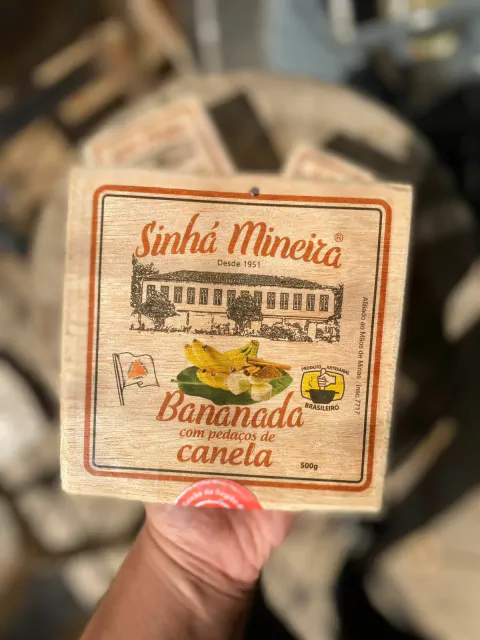 Sinhá Mineira®
Desde 1951
PRODUTO ARTESANAL
BRASILEIRO
Bananada
com pedaços de
canela
500g